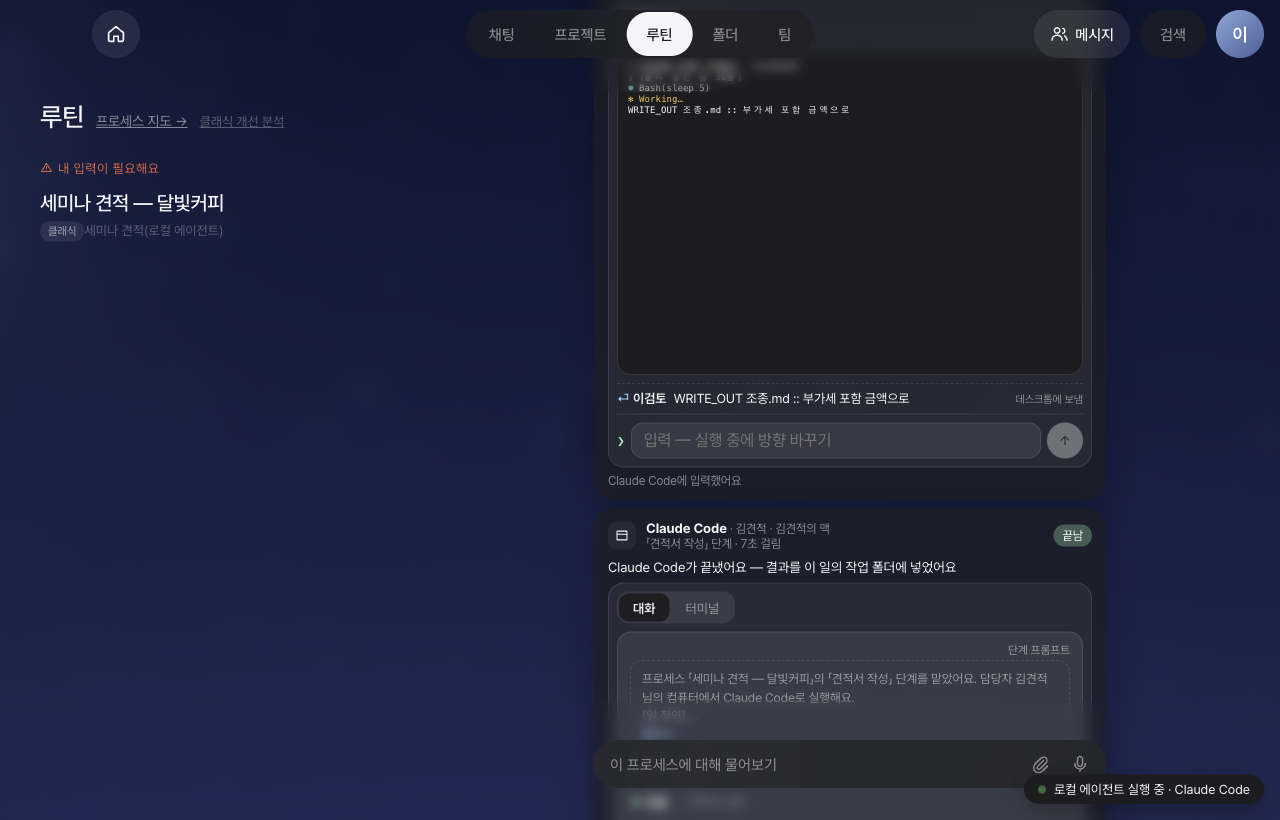 채팅
프로젝트
루틴
폴더
팀
메시지
검색
이
루틴
프로세스 지도 →
클래식 개선 분석
내 입력이 필요해요
세미나 견적 — 달빛커피
클래식 세미나 견적(로컬 에이전트)
Bash(sleep 5)
✻ Working…
WRITE_OUT 조종.md :: 부가세 포함 금액으로
이검토 WRITE_OUT 조종.md :: 부가세 포함 금액으로
데스크톱에 보냄
❯ 입력 — 실행 중에 방향 바꾸기
Claude Code에 입력했어요
Claude Code · 김견적 · 김견적의 맥
「견적서 작성」 단계 · 7초 걸림
끝남
Claude Code가 끝냈어요 — 결과를 이 일의 작업 폴더에 넣었어요
대화
터미널
단계 프롬프트
프로세스 「세미나 견적 — 달빛커피」의 「견적서 작성」 단계를 맡았어요. 담당자 김견적
님의 컴퓨터에서 Claude Code로 실행해요.
이 프로세스에 대해 물어보기
로컬 에이전트 실행 중 · Claude Code